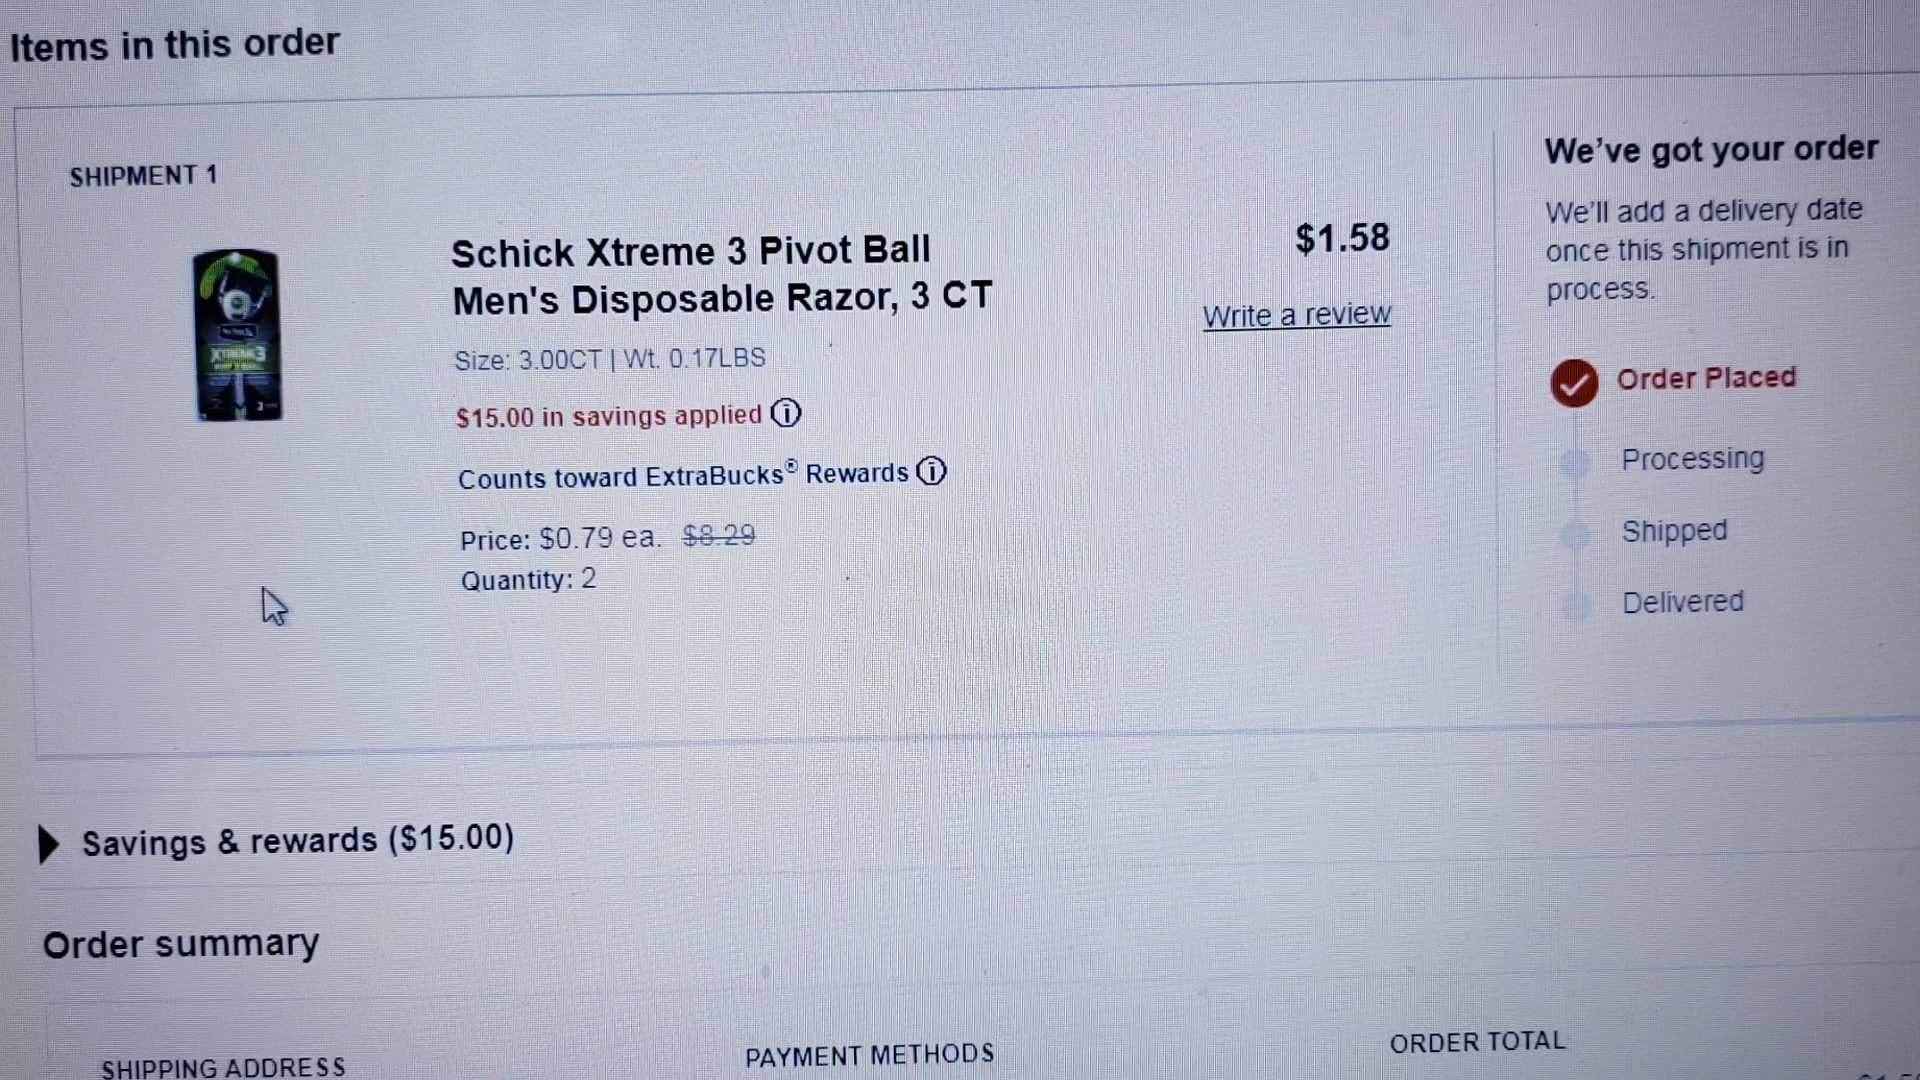 Items in this order
SHIPMENT 1
XTREME3
Schick Xtreme 3 Pivot Ball
Men's Disposable Razor, 3 CT
Size: 3.00CT | Wt. 0.17LBS
$15.00 in savings applied
Counts toward ExtraBucks® Rewards
Price: $0.79 ea. $8.29
Quantity: 2
$1.58
Write a review
We've got your order
We'll add a delivery date
once this shipment is in
process.
Order Placed
Processing
Shipped
Delivered
Savings & rewards ($15.00)
Order summary
SHIPPING ADDRESS
PAYMENT METHODS
ORDER TOTAL